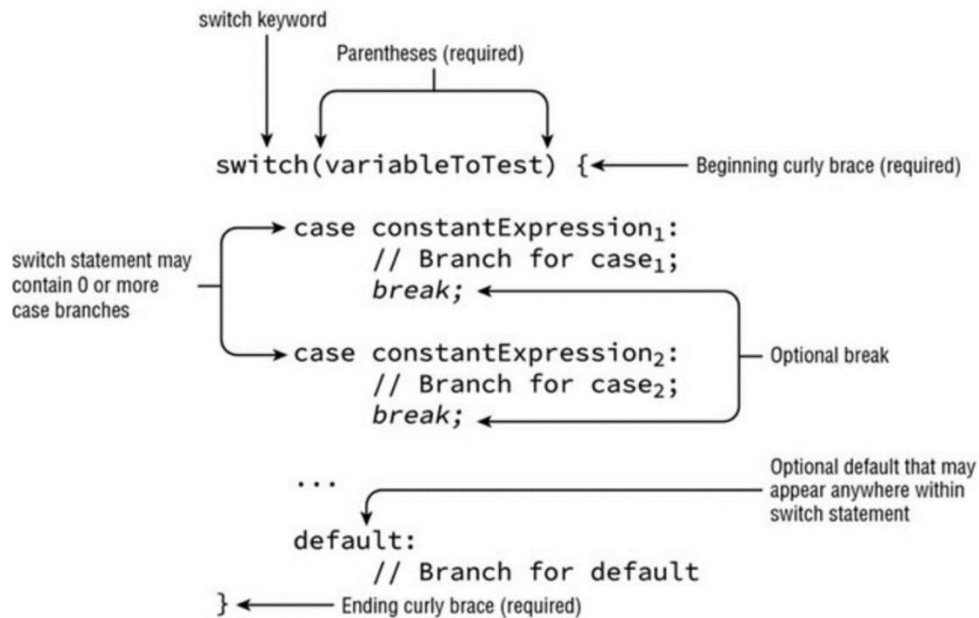 switch keyword
Parentheses (required)
switch(variableToTest) {
Beginning curly brace (required)
case constantExpression₁:
// Branch for case₁;
break;
switch statement may
contain 0 or more
case branches
case constantExpression₂:
// Branch for case₂;
break;
Optional break
...
Optional default that may
appear anywhere within
switch statement
default:
// Branch for default
}
Ending curly brace (required)